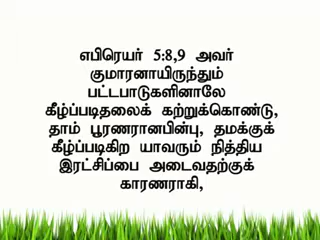 எபிரெயர் 5:8,9 அவர்
குமாரனாயிருந்தும்
பட்டபாடுகளினாலே
கீழ்ப்படிதலைக் கற்றுக்கொண்டு,
தாம் பூரணரானபின்பு, தமக்குக்
கீழ்ப்படிகிற யாவரும் நித்திய
இரட்சிப்பை அடைவதற்குக்
காரணராகி,